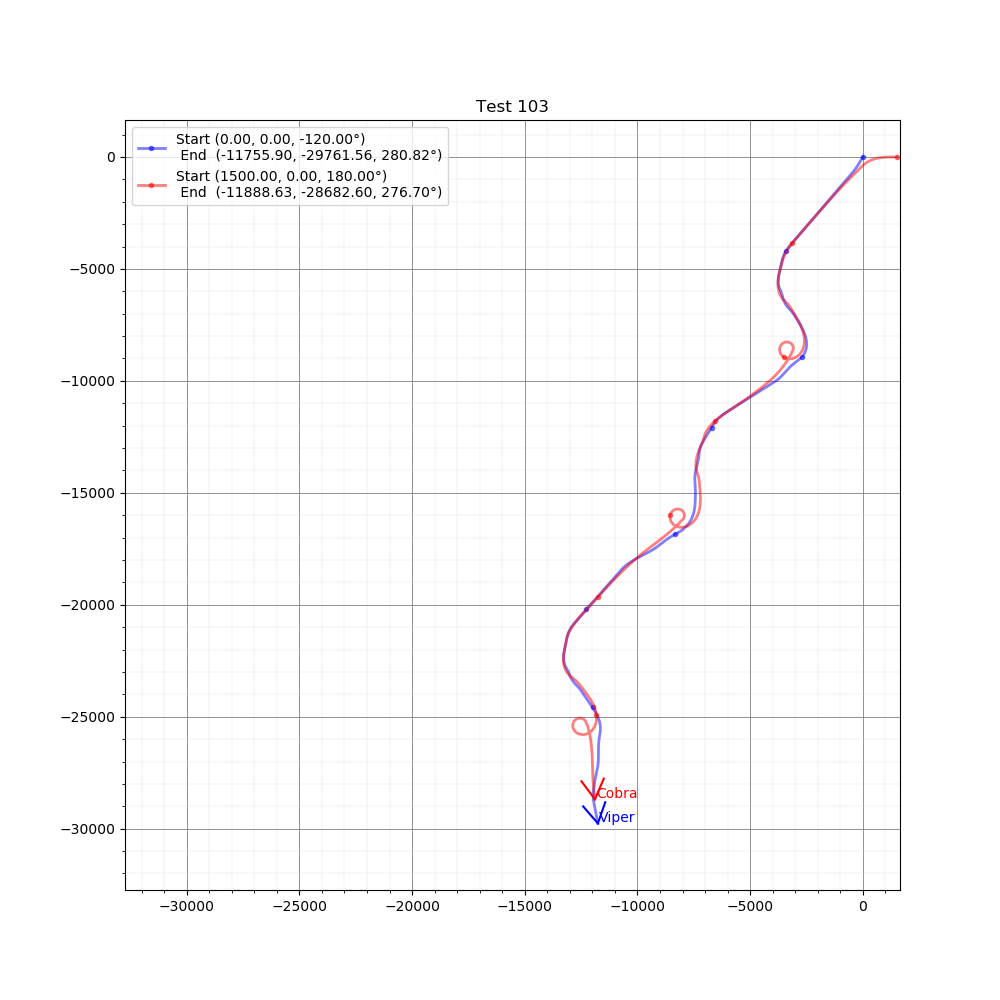 Test 103
Start (0.00, 0.00, -120.00°)
End  (-11755.90, -29761.56, 280.82°)
Start (1500.00, 0.00, 180.00°)
End  (-11888.63, -28682.60, 276.70°)
0
−5000
−10000
−15000
−20000
−25000
−30000
Cobra
Viper
−30000 −25000 −20000 −15000 −10000 −5000 0